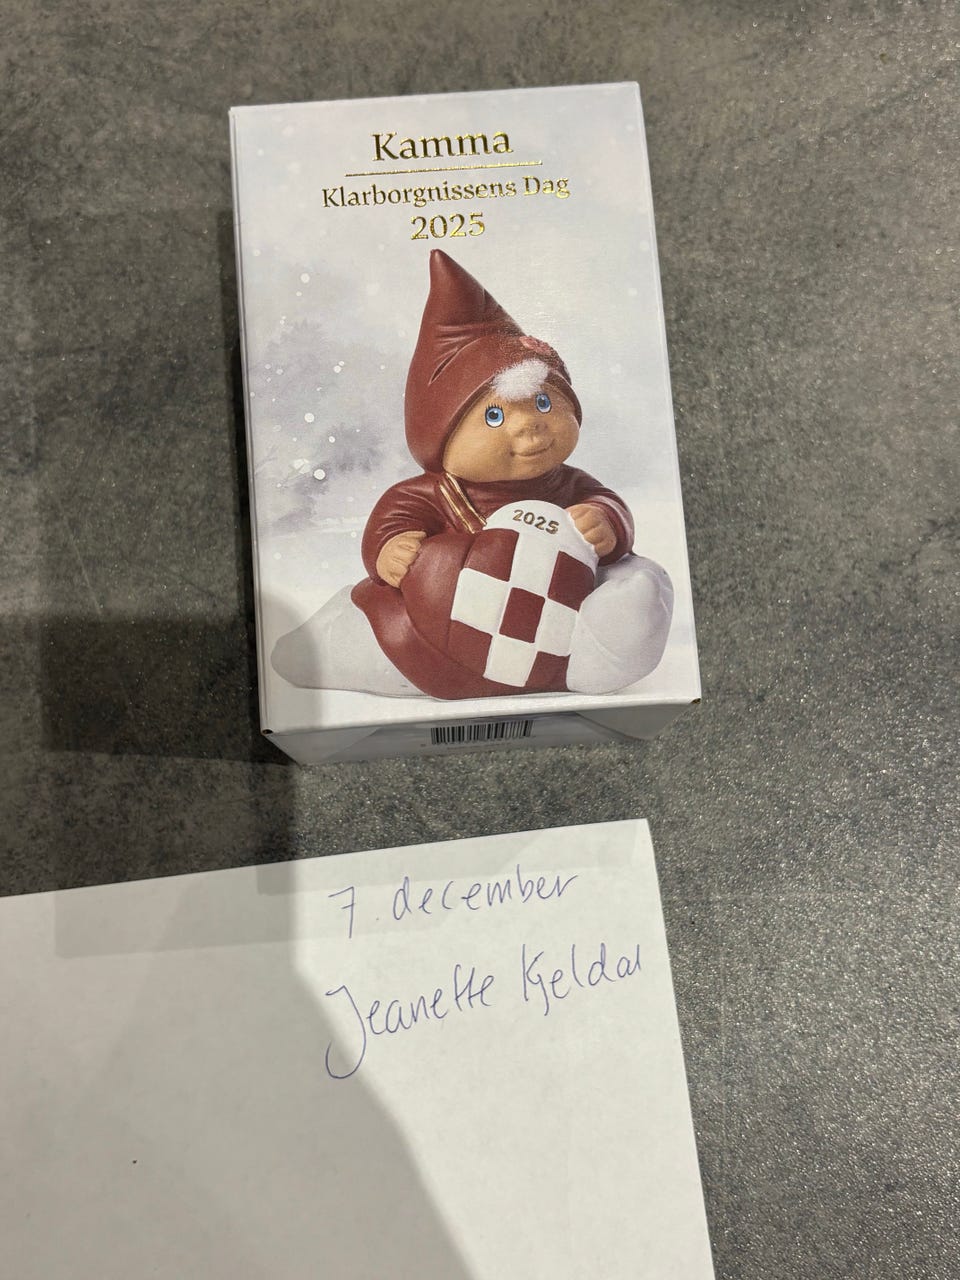 Kamma
Klarborgnissens Dag
2025
2025
7. december
Jeanette Kjeldal